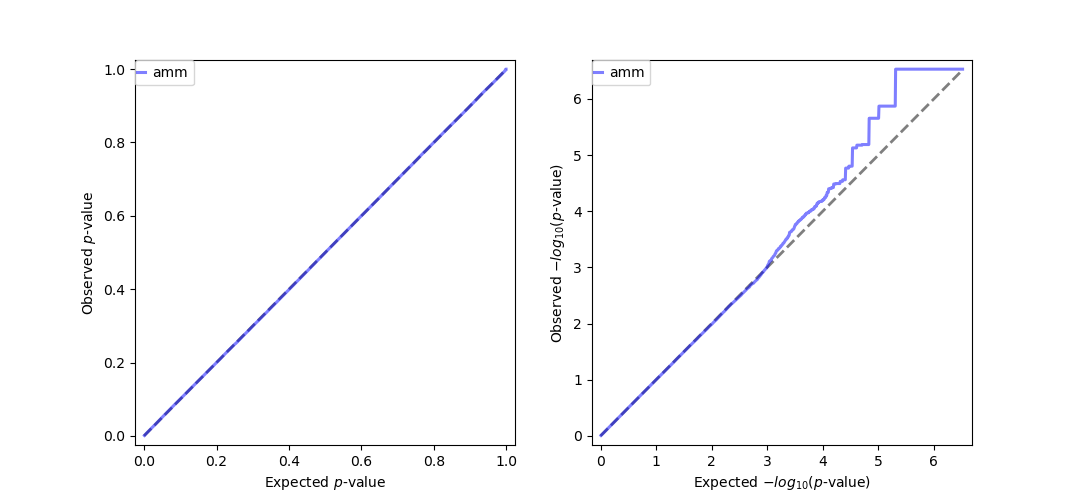 amm
1.0
0.8
0.6
0.4
0.2
0.0
Observed p-value
0.0 0.2 0.4 0.6 0.8 1.0
Expected p-value
amm
6
5
4
3
2
1
0
Observed −log₁₀(p-value)
0 1 2 3 4 5 6
Expected −log₁₀(p-value)